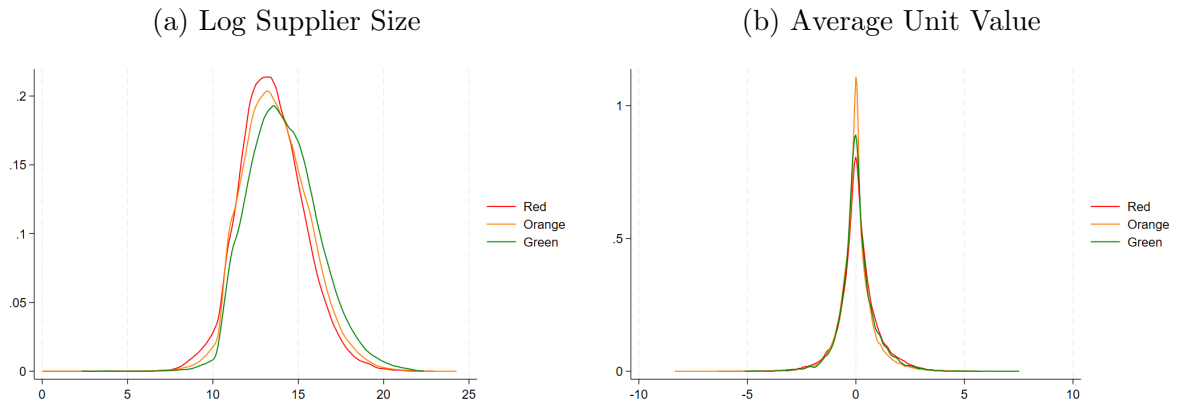 (a) Log Supplier Size
.2
.15
.1
.05
0
0 5 10 15 20 25
Red
Orange
Green
(b) Average Unit Value
1
.5
0
-10 -5 0 5 10
Red
Orange
Green